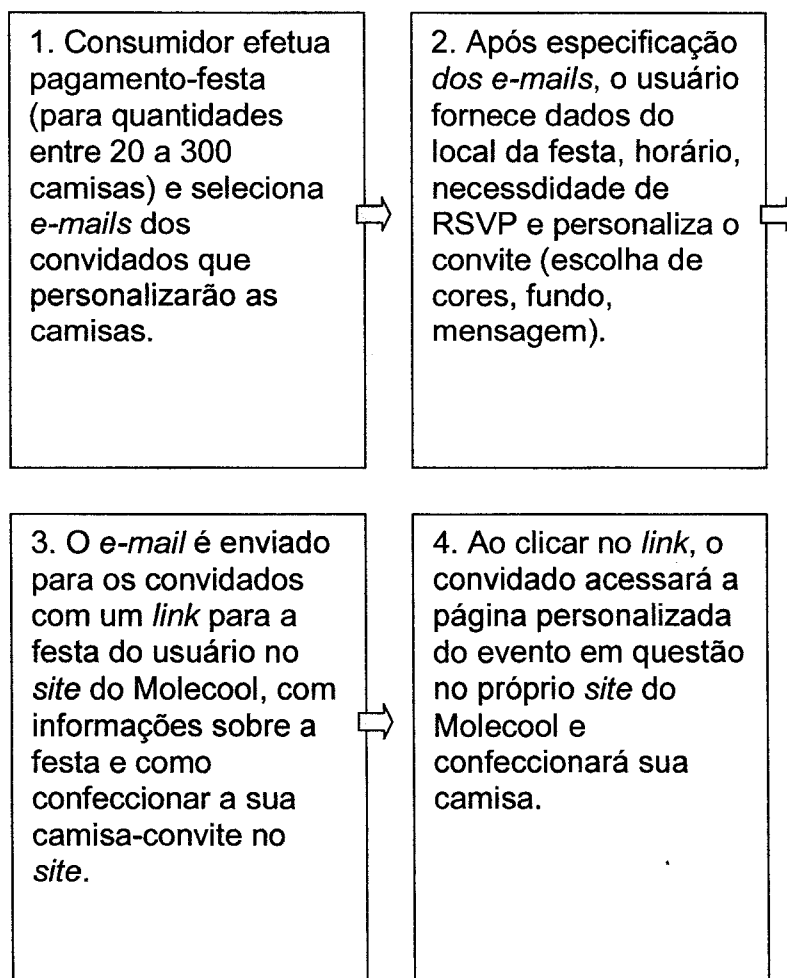 1. Consumidor efetua
pagamento-festa
(para quantidades
entre 20 a 300
camisas) e seleciona
e-mails dos
convidados que
personalizarão as
camisas.
2. Após especificação
dos e-mails, o usuário
fornece dados do
local da festa, horário,
necessdidade de
RSVP e personaliza o
convite (escolha de
cores, fundo,
mensagem).
3. O e-mail é enviado
para os convidados
com um link para a
festa do usuário no
site do Molecool, com
informações sobre a
festa e como
confeccionar a sua
camisa-convite no
site.
4. Ao clicar no link, o
convidado acessará a
página personalizada
do evento em questão
no próprio site do
Molecool e
confeccionará sua
camisa.